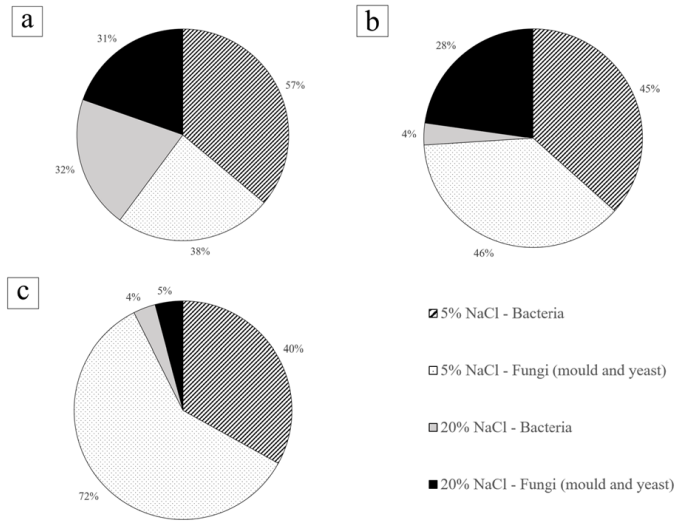 a
31%
57%
32%
38%
b
28%
45%
4%
46%
c
4%
5%
40%
72%
5% NaCl - Bacteria
5% NaCl - Fungi (mould and yeast)
20% NaCl - Bacteria
20% NaCl - Fungi (mould and yeast)